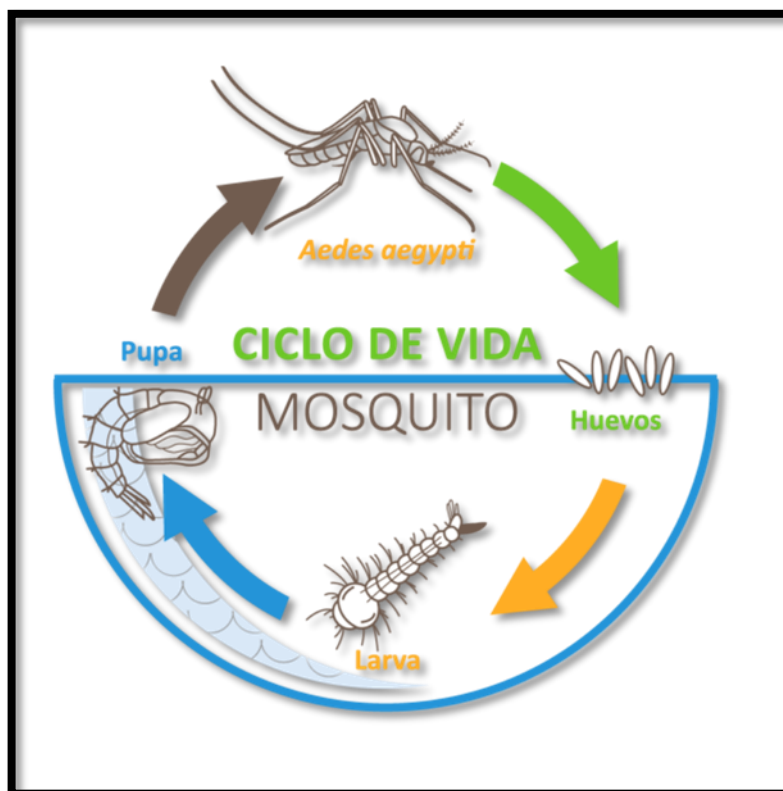 Aedes aegypti
Pupa
CICLO DE VIDA
MOSQUITO
Huevos
Larva